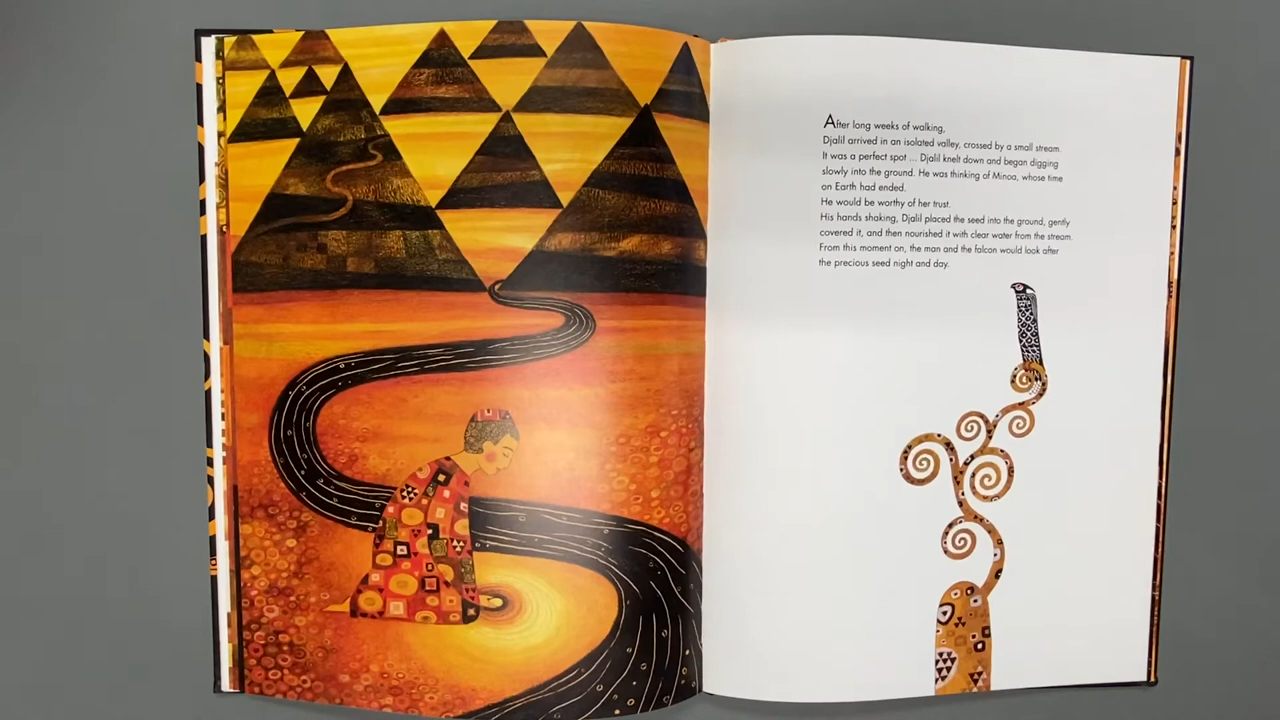 After long weeks of walking,
Djalil arrived in an isolated valley, crossed by a small stream.
It was a perfect spot ... Djalil knelt down and began digging
slowly into the ground. He was thinking of Minoa, whose time
on Earth had ended.
He would be worthy of her trust.
His hands shaking, Djalil placed the seed into the ground, gently
covered it, and then nourished it with clear water from the stream.
From this moment on, the man and the falcon would look after
the precious seed night and day.